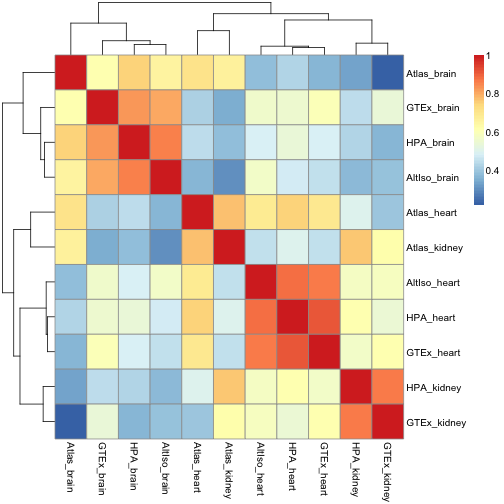 1
0.8
0.6
0.4
Atlas_brain
GTEx_brain
HPA_brain
AltIso_brain
Atlas_heart
Atlas_kidney
AltIso_heart
HPA_heart
GTEx_heart
HPA_kidney
GTEx_kidney
Atlas_brain
GTEx_brain
HPA_brain
AltIso_brain
Atlas_heart
Atlas_kidney
AltIso_heart
HPA_heart
GTEx_heart
HPA_kidney
GTEx_kidney